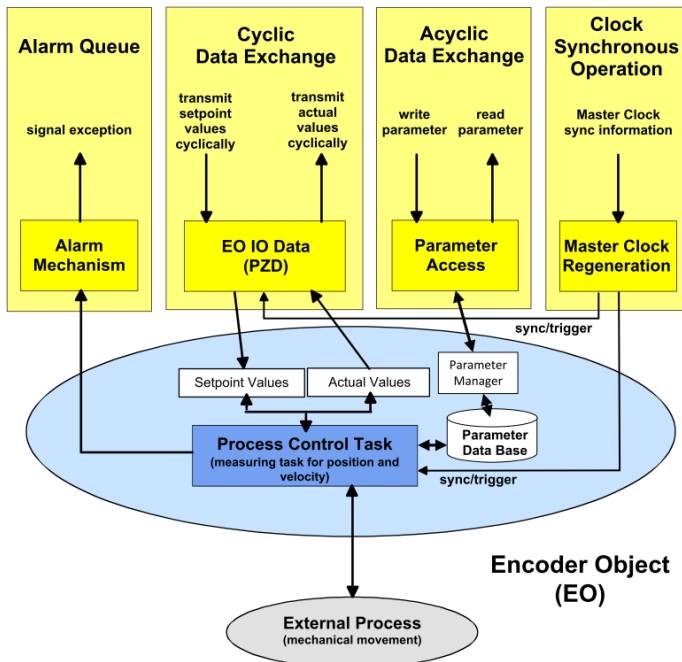 Alarm Queue
signal exception
Alarm
Mechanism
Cyclic
Data Exchange
transmit
setpoint
values
cyclically
transmit
actual
values
cyclically
EO IO Data
(PZD)
Acyclic
Data Exchange
write
parameter
read
parameter
Parameter
Access
Clock
Synchronous
Operation
Master Clock
sync information
Master Clock
Regeneration
sync/trigger
Setpoint Values
Actual Values
Parameter
Manager
Process Control Task
(measuring task for position and
velocity)
Parameter
Data Base
sync/trigger
Encoder Object
(EO)
External Process
(mechanical movement)